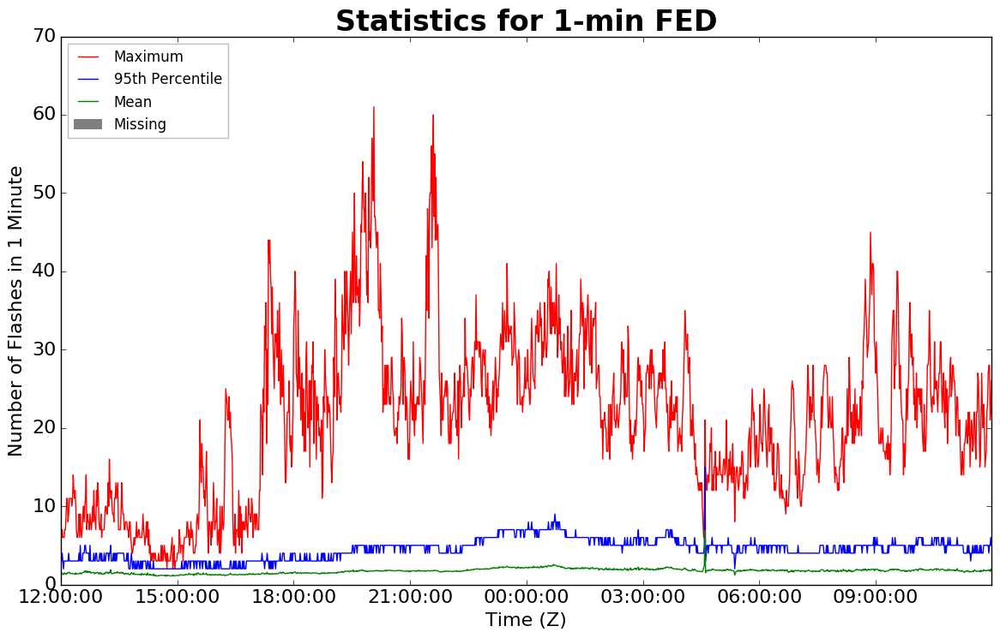 Statistics for 1-min FED
70
60
50
40
30
20
10
0
Number of Flashes in 1 Minute
Maximum
95th Percentile
Mean
Missing
12:00:00 15:00:00 18:00:00 21:00:00 00:00:00 03:00:00 06:00:00 09:00:00
Time (Z)